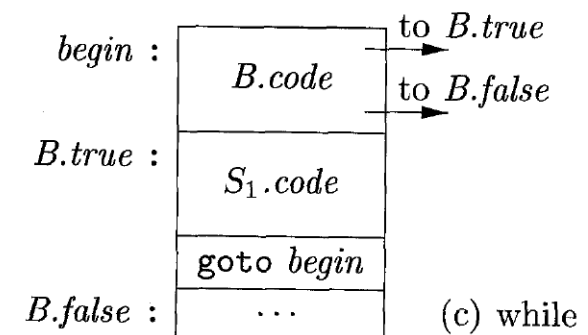 to B.true
begin :
B.code
to B.false
B.true :
S₁.code
goto begin
B.false :
...
(c) while